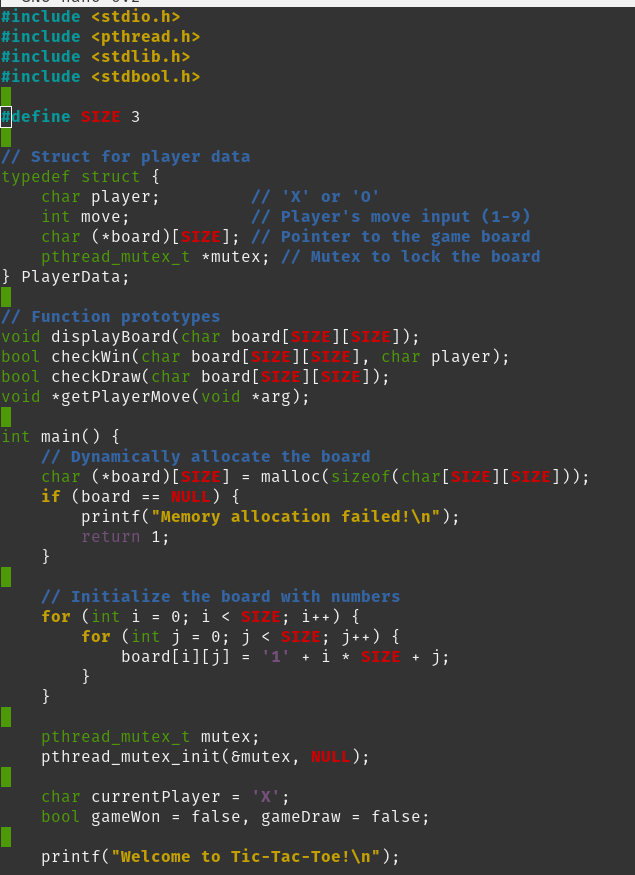 #include <stdio.h>
#include <pthread.h>
#include <stdlib.h>
#include <stdbool.h>

#define SIZE 3

// Struct for player data
typedef struct {
    char player;         // 'X' or 'O'
    int move;            // Player's move input (1-9)
    char (*board)[SIZE]; // Pointer to the game board
    pthread_mutex_t *mutex; // Mutex to lock the board
} PlayerData;

// Function prototypes
void displayBoard(char board[SIZE][SIZE]);
bool checkWin(char board[SIZE][SIZE], char player);
bool checkDraw(char board[SIZE][SIZE]);
void *getPlayerMove(void *arg);

int main() {
    // Dynamically allocate the board
    char (*board)[SIZE] = malloc(sizeof(char[SIZE][SIZE]));
    if (board == NULL) {
        printf("Memory allocation failed!\n");
        return 1;
    }

    // Initialize the board with numbers
    for (int i = 0; i < SIZE; i++) {
        for (int j = 0; j < SIZE; j++) {
            board[i][j] = '1' + i * SIZE + j;
        }
    }

    pthread_mutex_t mutex;
    pthread_mutex_init(&mutex, NULL);

    char currentPlayer = 'X';
    bool gameWon = false, gameDraw = false;

    printf("Welcome to Tic-Tac-Toe!\n");